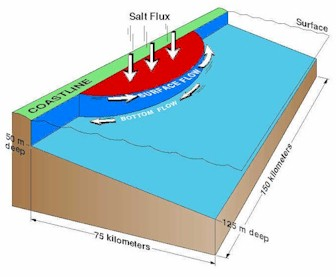 Salt Flux
Surface
COASTLINE
SURFACE FLOW
BOTTOM FLOW
50 m
deep
150 kilometers
125 m deep
75 kilometers